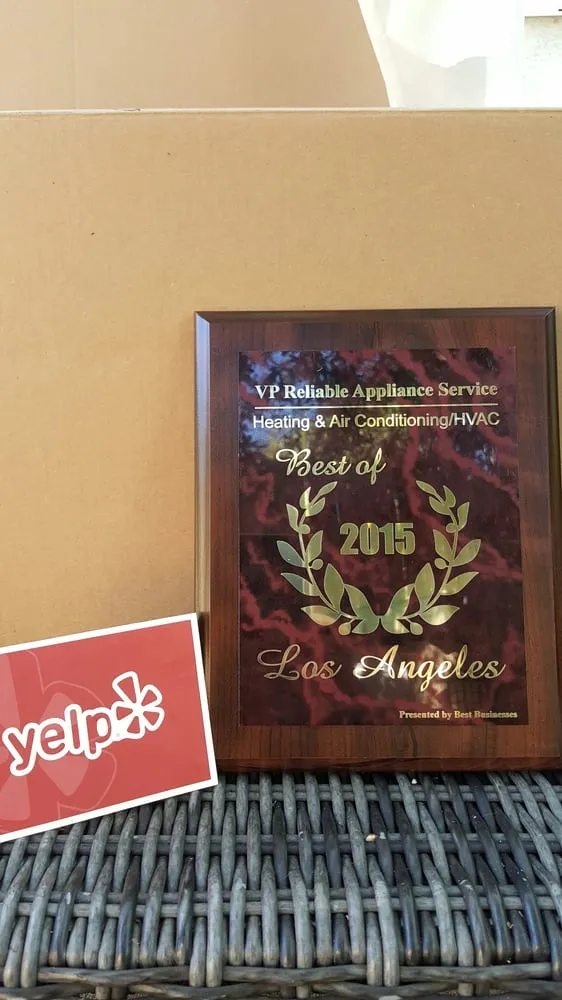 VP Reliable Appliance Service
Heating & Air Conditioning/HVAC
Best of
2015
Los Angeles
Presented by Best Businesses
yelp